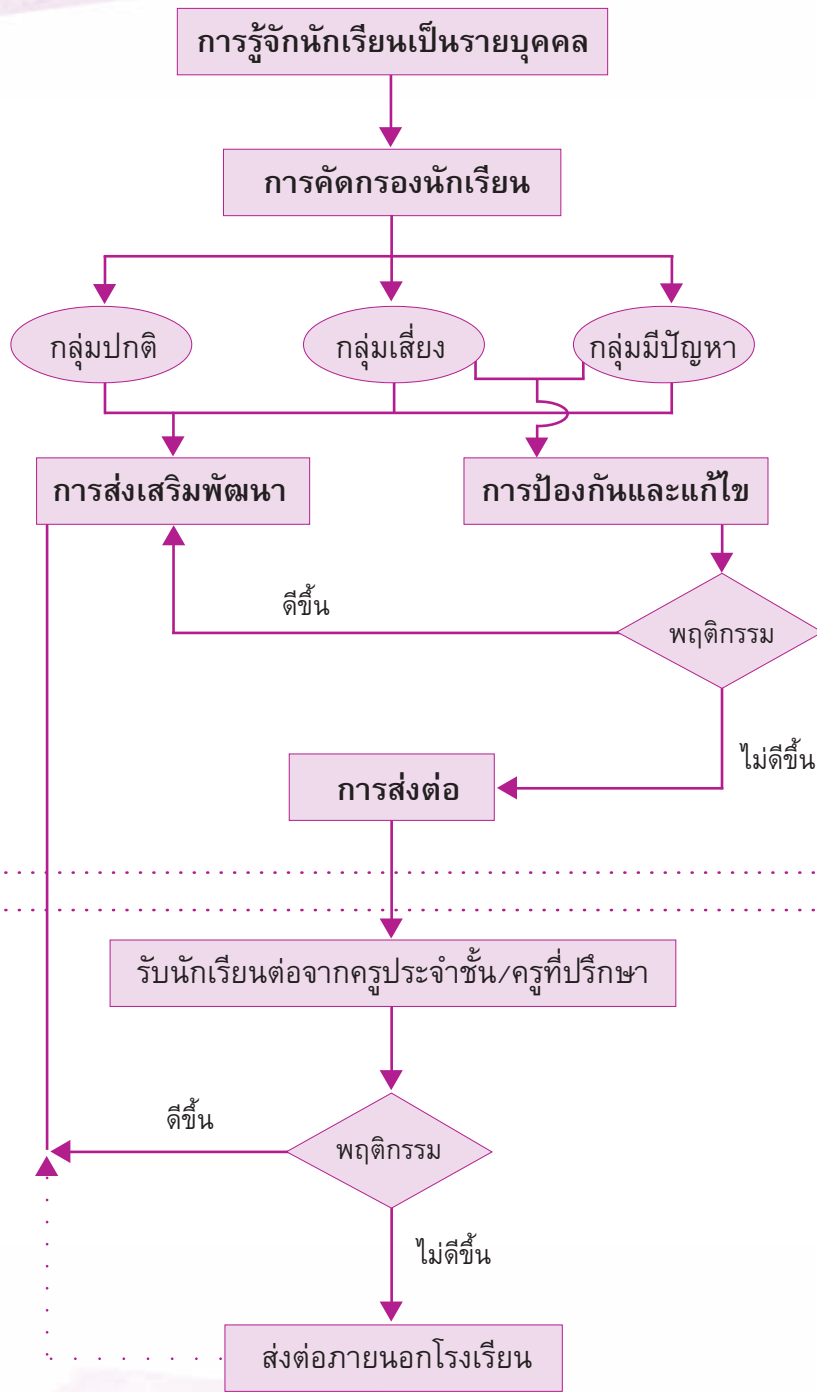 การรู้จักนักเรียนเป็นรายบุคคล
การคัดกรองนักเรียน
กลุ่มปกติ
กลุ่มเสี่ยง
กลุ่มมีปัญหา
การส่งเสริมพัฒนา
การป้องกันและแก้ไข
ดีขึ้น
พฤติกรรม
ไม่ดีขึ้น
การส่งต่อ
รับนักเรียนต่อจากครูประจำชั้น/ครูที่ปรึกษา
ดีขึ้น
พฤติกรรม
ไม่ดีขึ้น
ส่งต่อภายนอกโรงเรียน